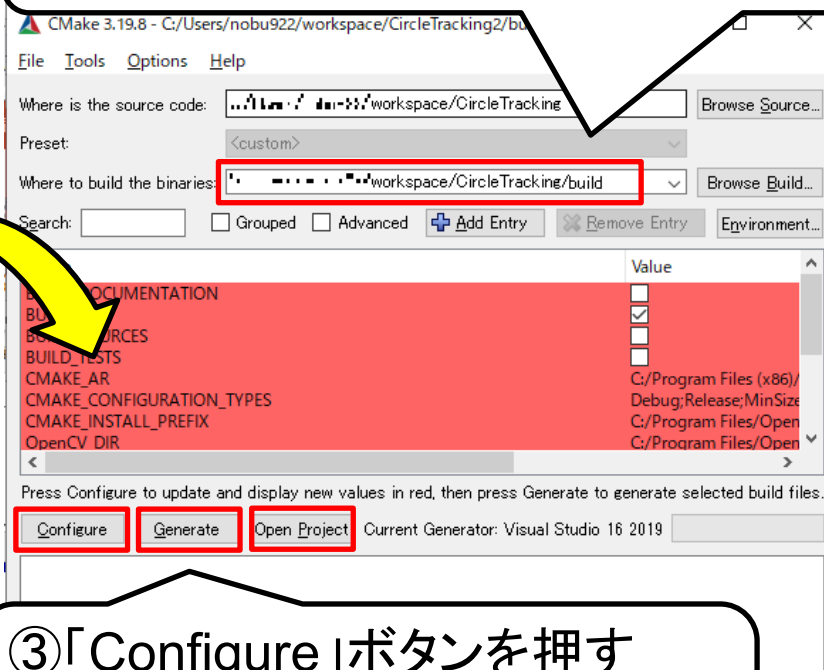 CMake 3.19.8 - C:/Users/nobu922/workspace/CircleTracking2/bu
File Tools Options Help
Where is the source code: /workspace/CircleTracking Browse Source...
Preset: <custom>
Where to build the binaries: workspace/CircleTracking/build Browse Build...
Search: Grouped Advanced Add Entry Remove Entry Environment...
Value
OCUMENTATION
BU
RCES
BUILD_TESTS
CMAKE_AR C:/Program Files (x86)/
CMAKE_CONFIGURATION_TYPES Debug;Release;MinSize
CMAKE_INSTALL_PREFIX C:/Program Files/Open
OpenCV_DIR C:/Program Files/Open
Press Configure to update and display new values in red, then press Generate to generate selected build files.
Configure Generate Open Project Current Generator: Visual Studio 16 2019
③「Configure」ボタンを押す